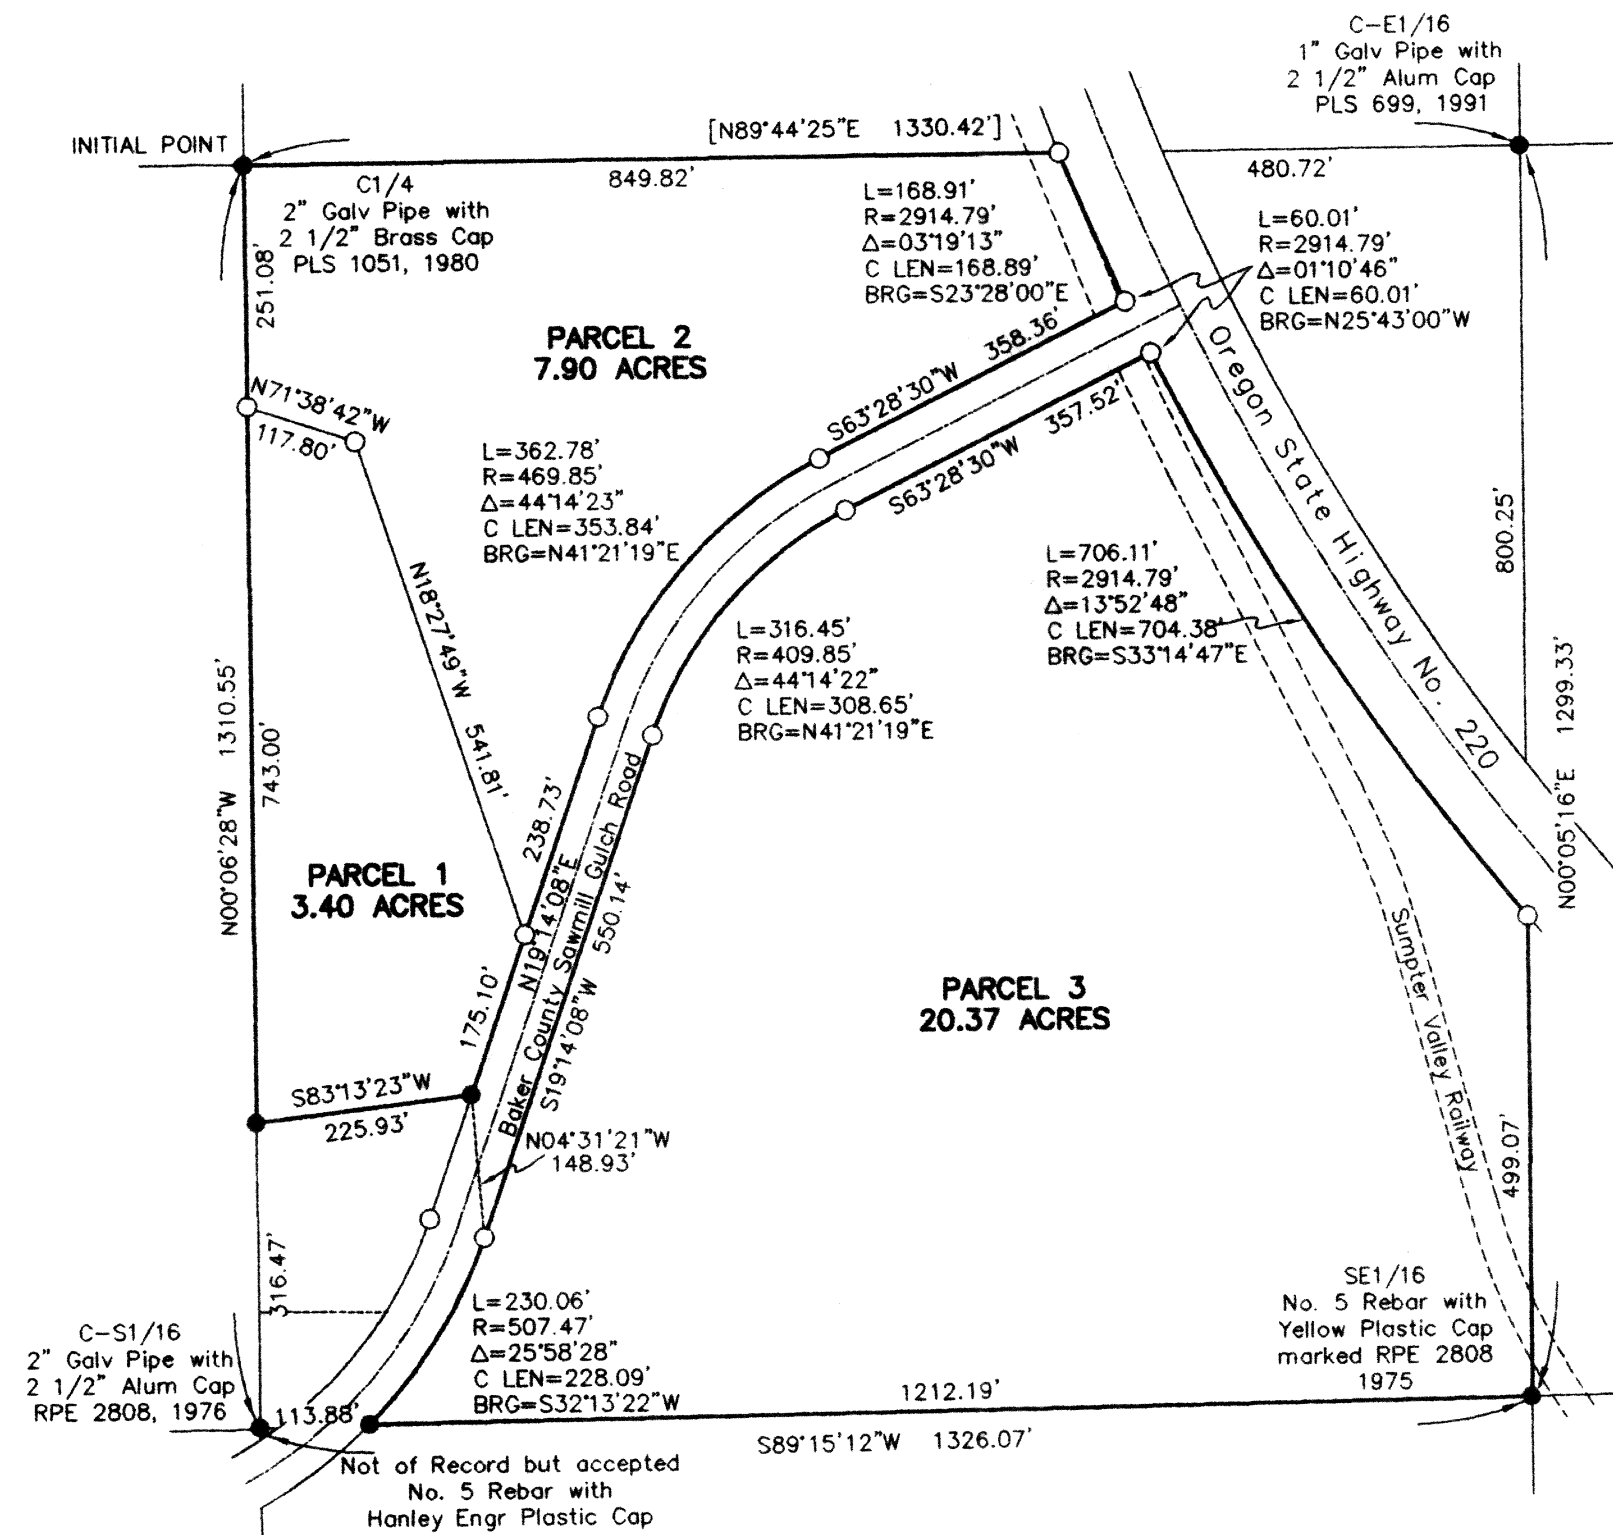 C-E1/16
1" Galv Pipe with
2 1/2" Alum Cap
PLS 699, 1991
INITIAL POINT
[N89°44'25"E 1330.42']
849.82'
480.72'
C1/4
2" Galv Pipe with
2 1/2" Brass Cap
PLS 1051, 1980
251.08'
L=168.91'
R=2914.79'
Δ=03°19'13"
C LEN=168.89'
BRG=S23°28'00"E
L=60.01'
R=2914.79'
Δ=01°10'46"
C LEN=60.01'
BRG=N25°43'00"W
PARCEL 2
7.90 ACRES
S63°28'30"W 358.36'
S63°28'30"W 357.52'
Oregon State Highway No. 220
N71°38'42"W
117.80'
L=362.78'
R=469.85'
Δ=44°14'23"
C LEN=353.84'
BRG=N41°21'19"E
N18°27'49"W 541.81'
L=316.45'
R=409.85'
Δ=44°14'22"
C LEN=308.65'
BRG=N41°21'19"E
L=706.11'
R=2914.79'
Δ=13°52'48"
C LEN=704.38'
BRG=S33°14'47"E
800.25'
N00°05'16"E 1299.33'
N00°06'28"W 1310.55'
743.00'
238.73'
N19°14'08"E
Baker County Sawmill Gulch Road
S19°14'08"W 550.14'
PARCEL 1
3.40 ACRES
175.10'
PARCEL 3
20.37 ACRES
Sumpter Valley Railway
499.07'
S83°13'23"W
225.93'
N04°31'21"W
148.93'
316.47'
L=230.06'
R=507.47'
Δ=25°58'28"
C LEN=228.09'
BRG=S32°13'22"W
C-S1/16
2" Galv Pipe with
2 1/2" Alum Cap
RPE 2808, 1976
113.88'
SE1/16
No. 5 Rebar with
Yellow Plastic Cap
marked RPE 2808
1975
1212.19'
S89°15'12"W 1326.07'
Not of Record but accepted
No. 5 Rebar with
Hanley Engr Plastic Cap